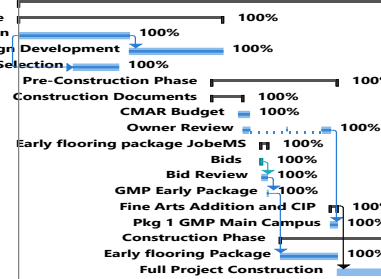 e 100%
n 100%
gn Development 100%
Selection 100%
Pre-Construction Phase 100
Construction Documents 100%
CMAR Budget 100%
Owner Review 100%
Early flooring package JobeMS 100%
Bids 100%
Bid Review 100%
GMP Early Package 100%
Fine Arts Addition and CIP 100%
Pkg 1 GMP Main Campus 100%
Construction Phase
Early flooring Package 100%
Full Project Construction